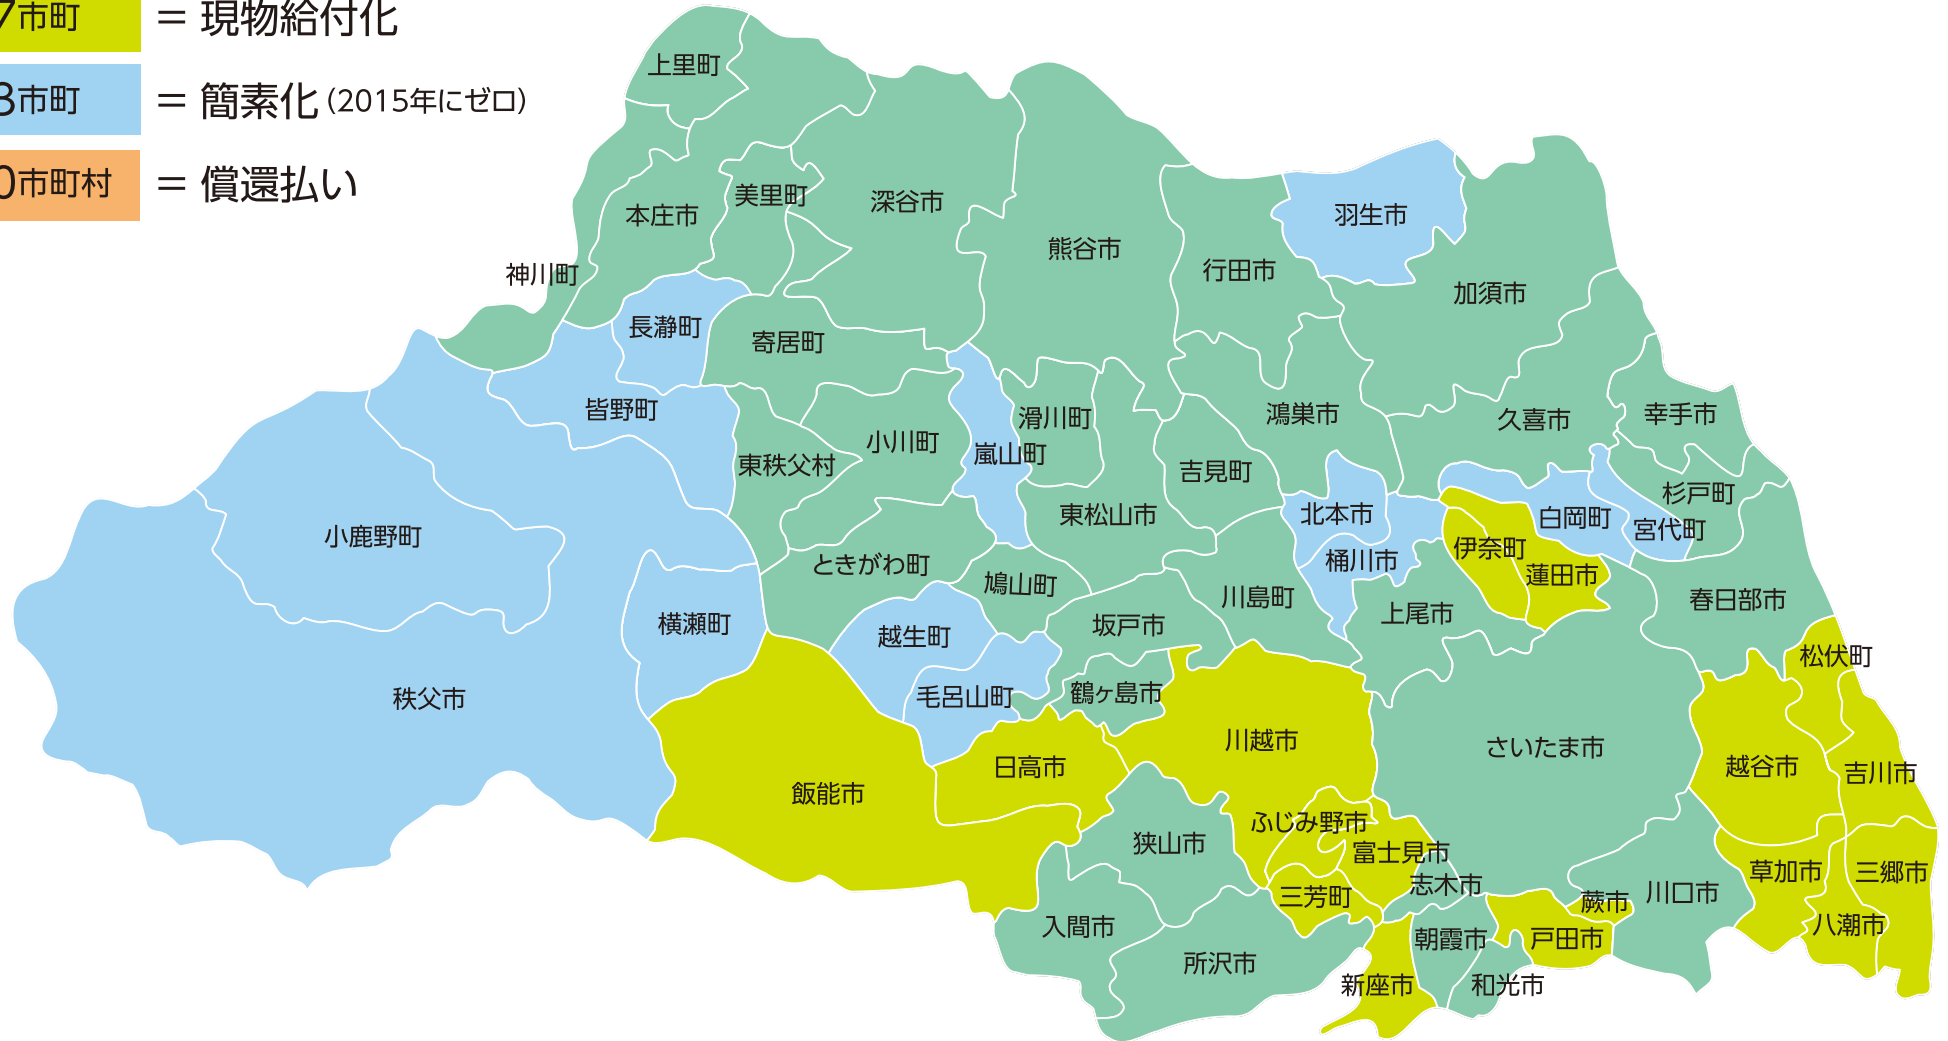 7市町 = 現物給付化
8市町 = 簡素化(2015年にゼロ)
0市町村 = 償還払い
上里町
本庄市
美里町
深谷市
神川町
熊谷市
行田市
羽生市
加須市
長瀞町
寄居町
皆野町
小川町
東秩父村
嵐山町
滑川町
吉見町
鴻巣市
久喜市
幸手市
杉戸町
小鹿野町
東松山市
北本市
白岡町
宮代町
桶川市
伊奈町
蓮田市
ときがわ町
鳩山町
川島町
上尾市
春日部市
横瀬町
越生町
坂戸市
松伏町
秩父市
毛呂山町
鶴ヶ島市
川越市
さいたま市
越谷市
吉川市
飯能市
日高市
ふじみ野市
狭山市
富士見市
草加市
三郷市
三芳町
志木市
蕨市
川口市
入間市
朝霞市
戸田市
八潮市
所沢市
新座市
和光市